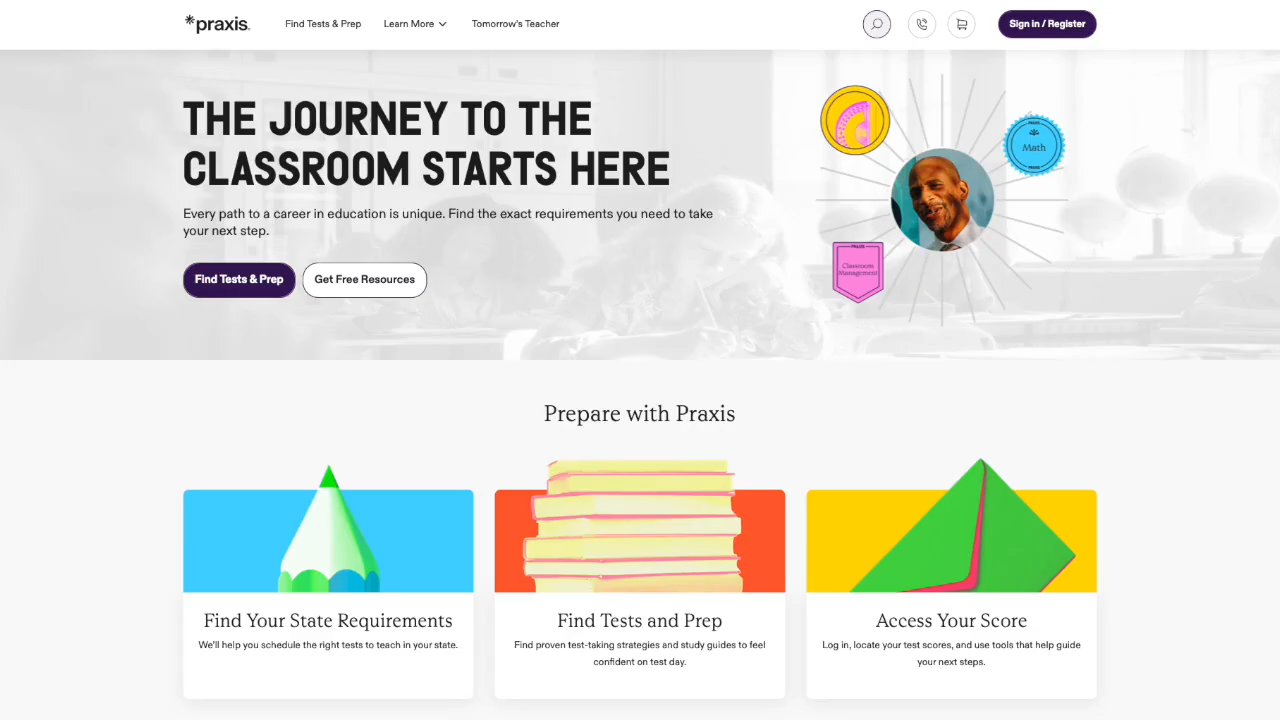 *praxis.
Find Tests & Prep
Learn More
Tomorrow's Teacher
Sign in / Register
THE JOURNEY TO THE
CLASSROOM STARTS HERE
Every path to a career in education is unique. Find the exact requirements you need to take
your next step.
Find Tests & Prep
Get Free Resources
PRAXIS
Math
PRAXIS
PRAXIS
Classroom
Management
Prepare with Praxis
Find Your State Requirements
We'll help you schedule the right tests to teach in your state.
Find Tests and Prep
Find proven test-taking strategies and study guides to feel
confident on test day.
Access Your Score
Log in, locate your test scores, and use tools that help guide
your next steps.